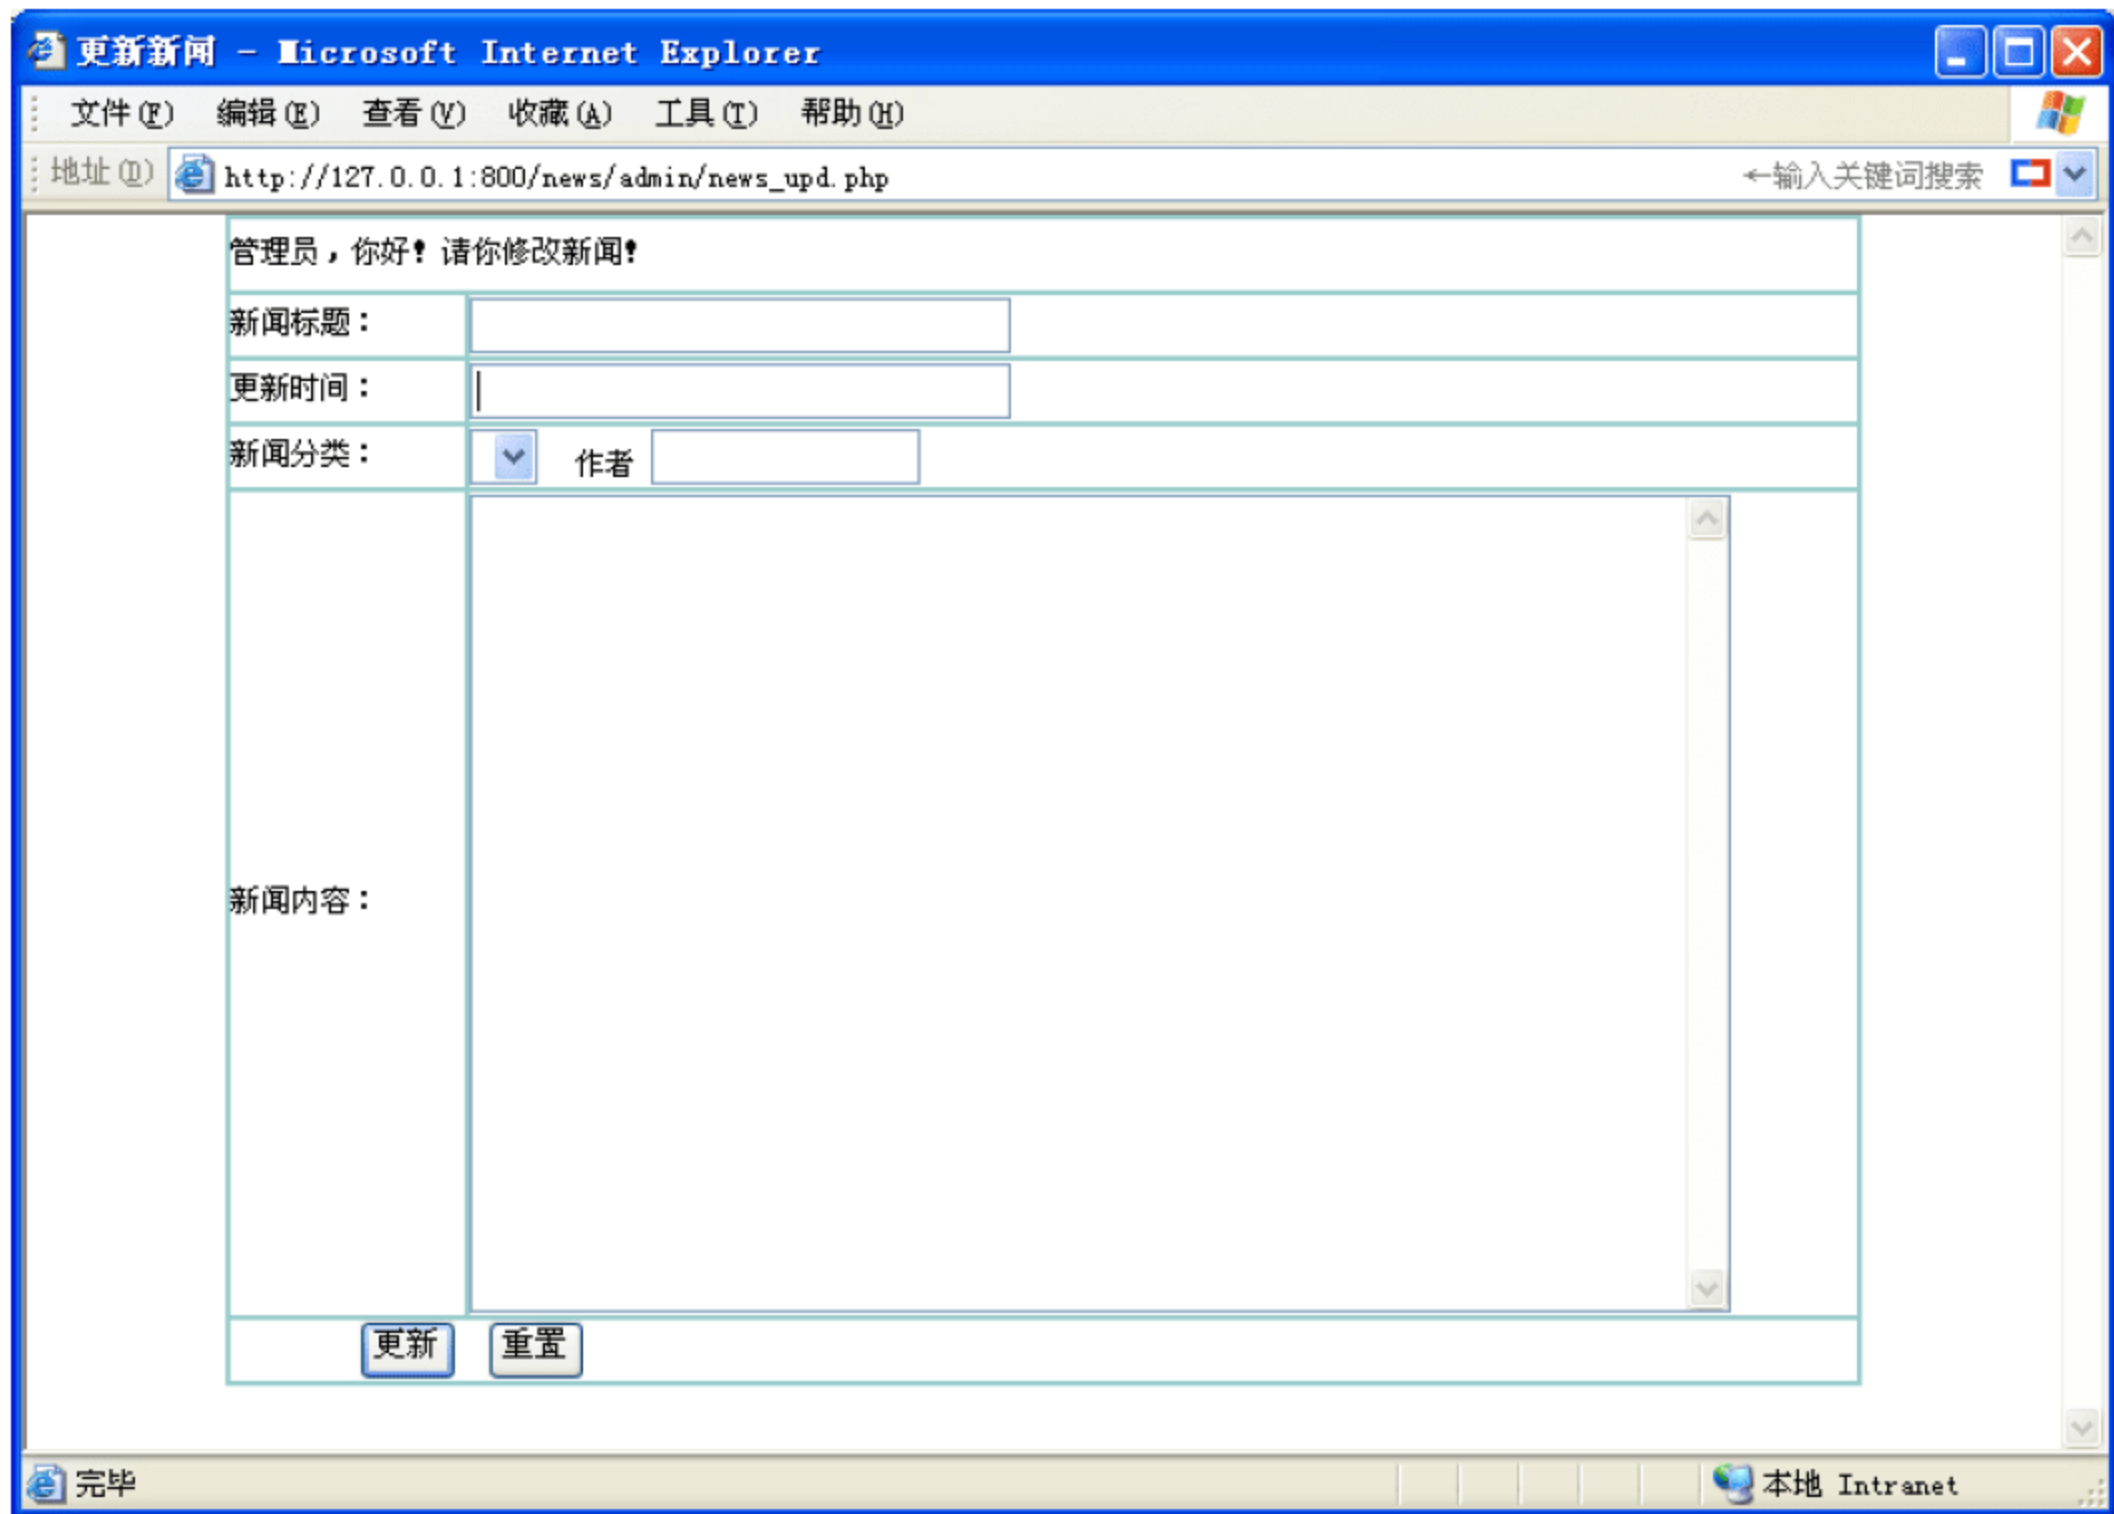 更新新闻 - Microsoft Internet Explorer
文件(F) 编辑(E) 查看(V) 收藏(A) 工具(T) 帮助(H)
地址(D) http://127.0.0.1:800/news/admin/news_upd.php ←输入关键词搜索
管理员，你好！请你修改新闻！
新闻标题：
更新时间：
新闻分类： 作者
新闻内容：
更新 重置
完毕 本地 Intranet